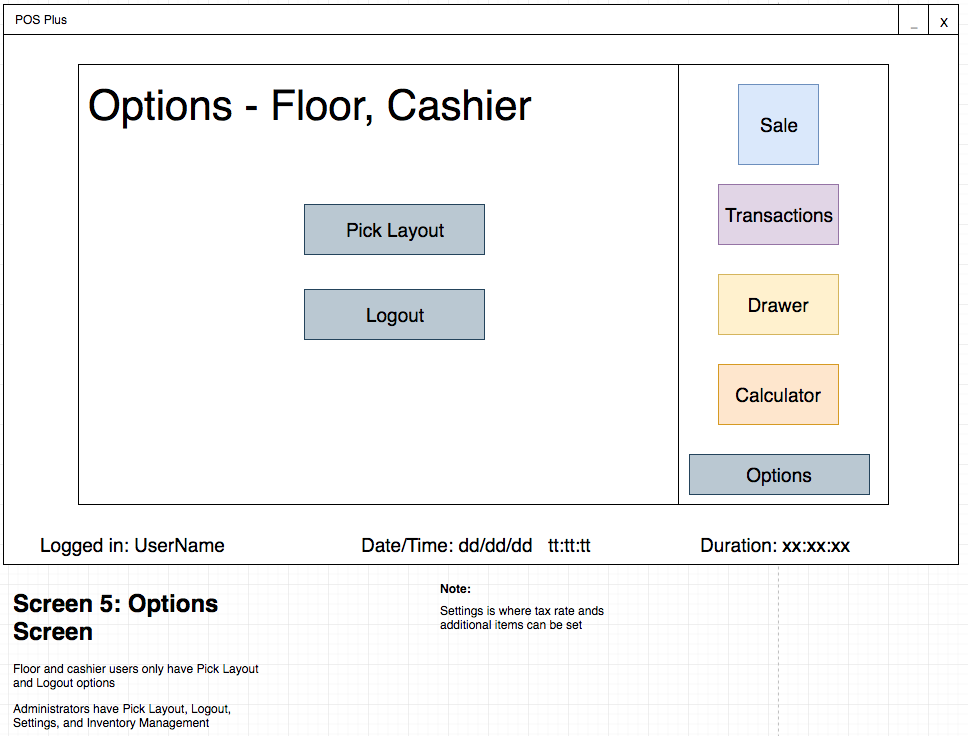 POS Plus
_ X
Options - Floor, Cashier
Pick Layout
Logout
Sale
Transactions
Drawer
Calculator
Options
Logged in: UserName
Date/Time: dd/dd/dd tt:tt:tt
Duration: xx:xx:xx
Screen 5: Options
Screen
Floor and cashier users only have Pick Layout
and Logout options
Administrators have Pick Layout, Logout,
Settings, and Inventory Management
Note:
Settings is where tax rate ands
additional items can be set